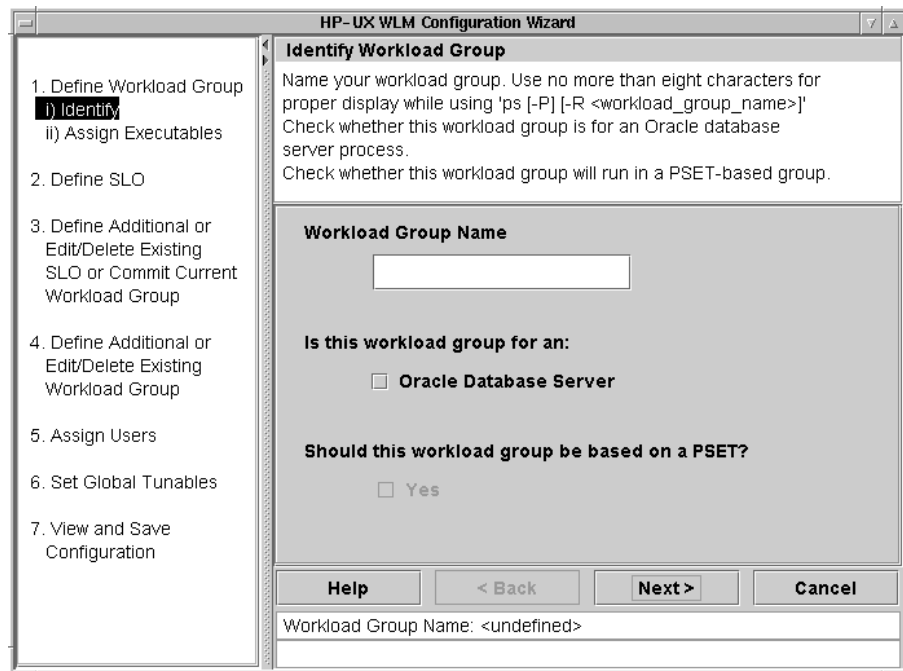 HP-UX WLM Configuration Wizard
1. Define Workload Group
i) Identify
ii) Assign Executables
2. Define SLO
3. Define Additional or
Edit/Delete Existing
SLO or Commit Current
Workload Group
4. Define Additional or
Edit/Delete Existing
Workload Group
5. Assign Users
6. Set Global Tunables
7. View and Save
Configuration
Identify Workload Group
Name your workload group. Use no more than eight characters for
proper display while using 'ps [-P] [-R <workload_group_name>]'
Check whether this workload group is for an Oracle database
server process.
Check whether this workload group will run in a PSET-based group.
Workload Group Name
Is this workload group for an:
Oracle Database Server
Should this workload group be based on a PSET?
Yes
Help
< Back
Next >
Cancel
Workload Group Name: <undefined>